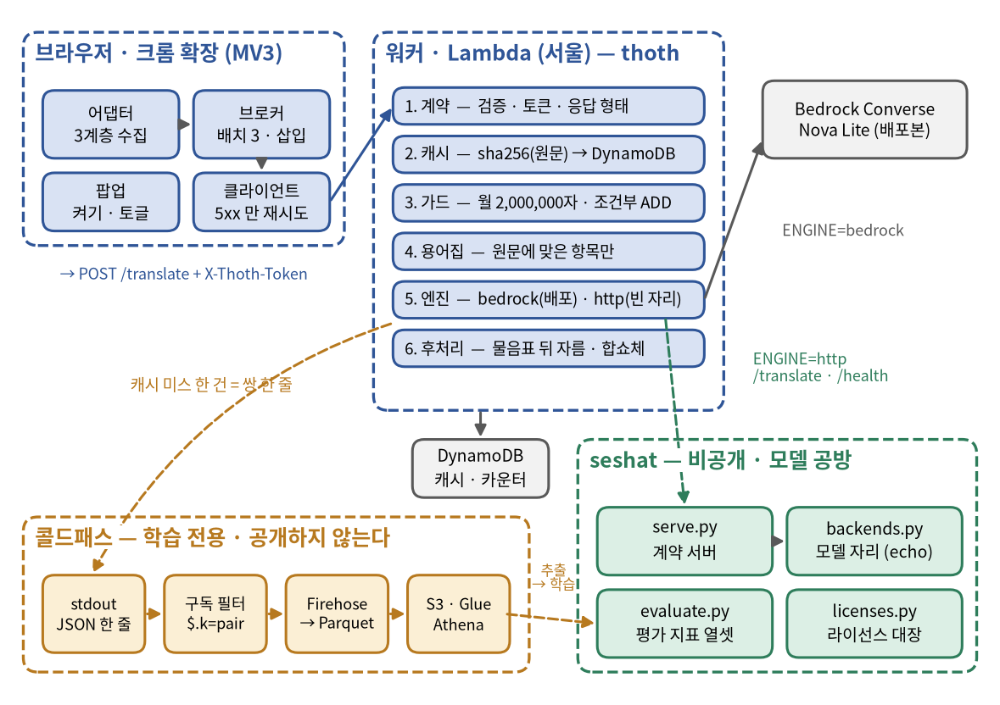 브라우저 · 크롬 확장 (MV3)
어댑터
3계층 수집
브로커
배치 3 · 삽입
팝업
켜기 · 토글
클라이언트
5xx 만 재시도
→ POST /translate + X-Thoth-Token
워커 · Lambda (서울) — thoth
1. 계약 — 검증 · 토큰 · 응답 형태
2. 캐시 — sha256(원문) → DynamoDB
3. 가드 — 월 2,000,000자 · 조건부 ADD
4. 용어집 — 원문에 맞은 항목만
5. 엔진 — bedrock(배포) · http(빈 자리)
6. 후처리 — 물음표 뒤 자름 · 합쇼체
Bedrock Converse
Nova Lite (배포본)
ENGINE=bedrock
ENGINE=http
/translate · /health
캐시 미스 한 건 = 쌍 한 줄
DynamoDB
캐시 · 카운터
콜드패스 — 학습 전용 · 공개하지 않는다
stdout
JSON 한 줄
구독 필터
$.k=pair
Firehose
→ Parquet
S3 · Glue
Athena
추출
→ 학습
seshat — 비공개 · 모델 공방
serve.py
계약 서버
backends.py
모델 자리 (echo)
evaluate.py
평가 지표 열셋
licenses.py
라이선스 대장